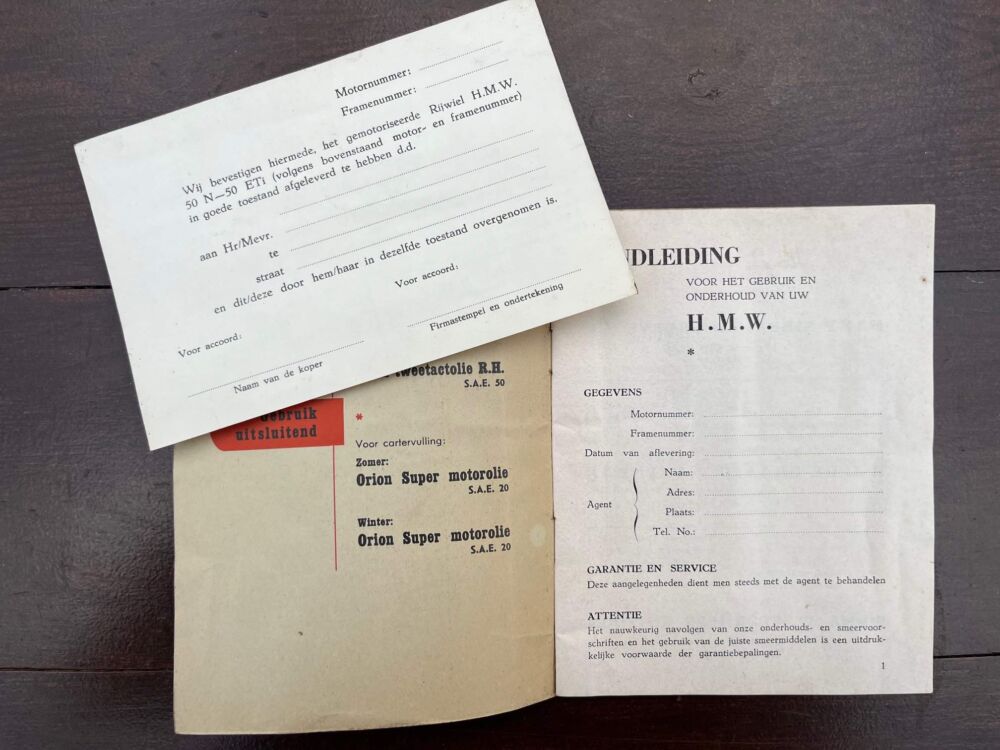 Motornummer:
Framenummer:
Wij bevestigen hiermede, het gemotoriseerde Rijwiel H.M.W.
50 N—50 ETi (volgens bovenstaand motor- en framenummer)
in goede toestand afgeleverd te hebben d.d.
aan Hr/Mevr.
te
straat
en dit/deze door hem/haar in dezelfde toestand overgenomen is.
Voor accoord:
Voor accoord:
Firmastempel en ondertekening
Naam van de koper
tweetactolie R.H.
S.A.E. 50
Gebruik
uitsluitend
*
Voor cartervulling:
Zomer:
Orion Super motorolie
S.A.E. 20
Winter:
Orion Super motorolie
S.A.E. 20
NDLEIDING
VOOR HET GEBRUIK EN
ONDERHOUD VAN UW
H.M.W.
*
GEGEVENS
Motornummer:
Framenummer:
Datum van aflevering:
Agent
Naam:
Adres:
Plaats:
Tel. No.:
GARANTIE EN SERVICE
Deze aangelegenheden dient men steeds met de agent te behandelen
ATTENTIE
Het nauwkeurig navolgen van onze onderhouds- en smeervoor-
schriften en het gebruik van de juiste smeermiddelen is een uitdruk-
kelijke voorwaarde der garantiebepalingen.
1